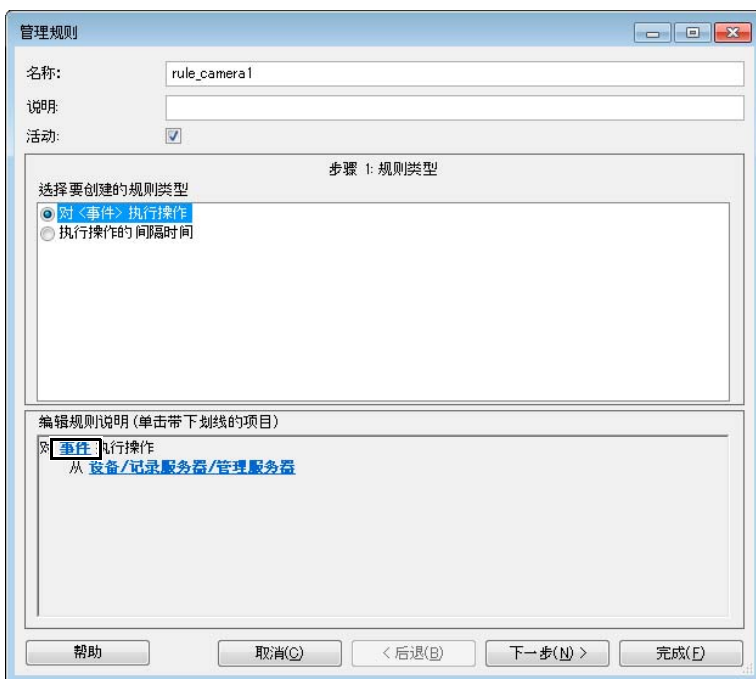 管理规则
名称:
rule_camera1
说明:
活动:
步骤 1: 规则类型
选择要创建的规则类型
对 <事件> 执行操作
执行操作的间隔时间
编辑规则说明 (单击带下划线的项目)
对 事件 执行操作
从 设备/记录服务器/管理服务器
帮助
取消(C)
< 后退(B)
下一步(N) >
完成(F)